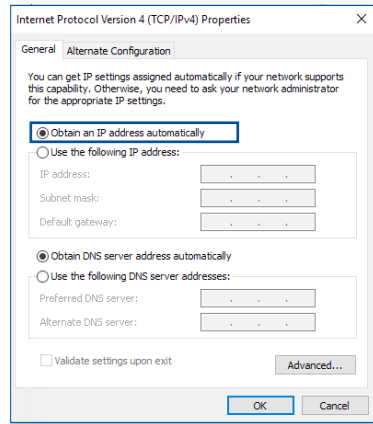 Internet Protocol Version 4 (TCP/IPv4) Properties
General
Alternate Configuration
You can get IP settings assigned automatically if your network supports
this capability. Otherwise, you need to ask your network administrator
for the appropriate IP settings.
Obtain an IP address automatically
Use the following IP address:
IP address:
Subnet mask:
Default gateway:
Obtain DNS server address automatically
Use the following DNS server addresses:
Preferred DNS server:
Alternate DNS server:
Validate settings upon exit
Advanced...
OK
Cancel